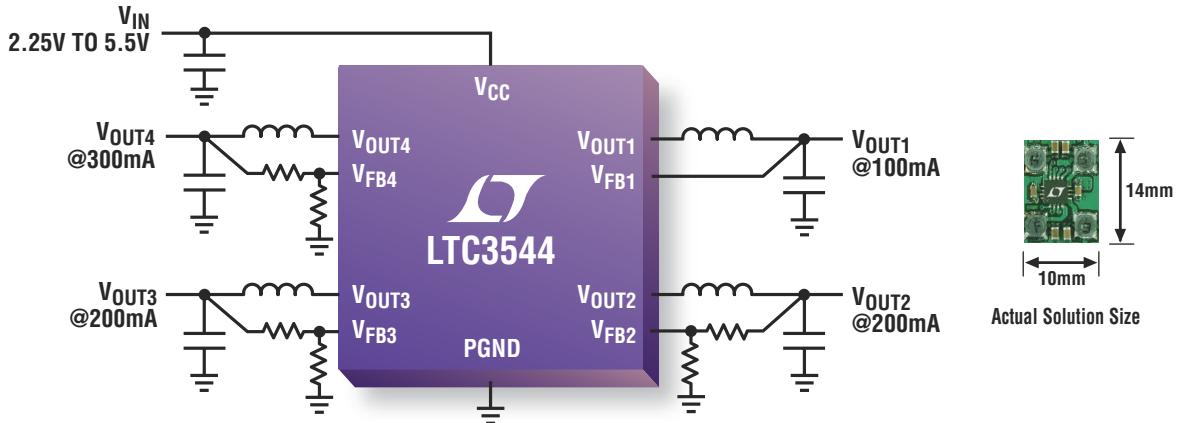 VIN
2.25V TO 5.5V
VCC
VOUT4
@300mA
VOUT4
VFB4
VOUT1
VFB1
VOUT1
@100mA
LTC3544
VOUT3
@200mA
VOUT3
VFB3
VOUT2
VFB2
VOUT2
@200mA
PGND
14mm
10mm
Actual Solution Size